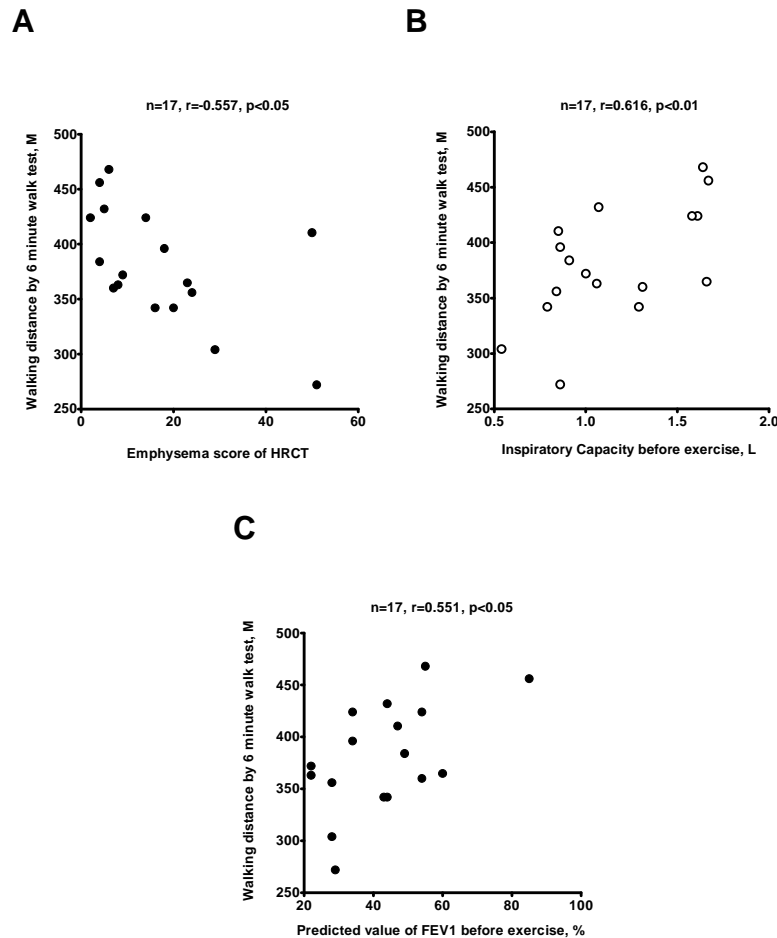 A
n=17, r=-0.557, p<0.05
Walking distance by 6 minute walk test, M
500
450
400
350
300
250
0
20
40
60
Emphysema score of HRCT
B
n=17, r=0.616, p<0.01
Walking distance by 6 minute walk test, M
500
450
400
350
300
250
0.5
1.0
1.5
2.0
Inspiratory Capacity before exercise, L
C
n=17, r=0.551, p<0.05
Walking distance by 6 minute walk test, M
500
450
400
350
300
250
20
40
60
80
100
Predicted value of FEV1 before exercise, %